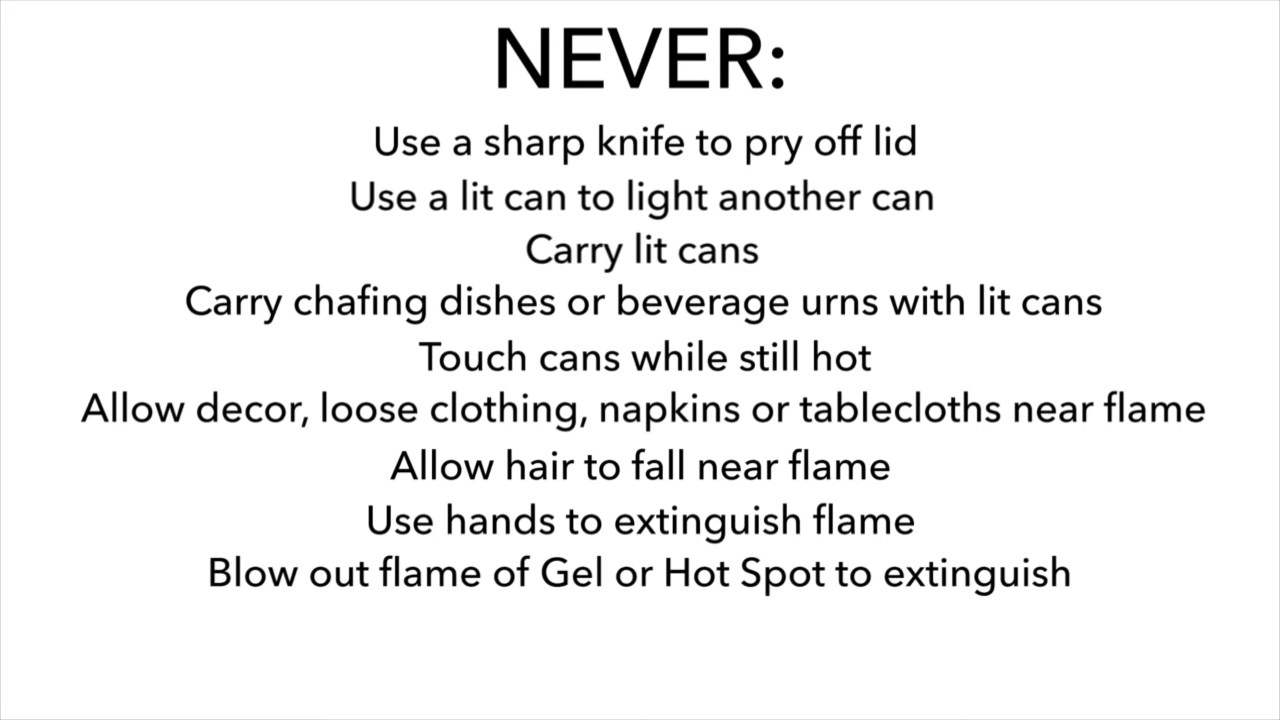 NEVER:
Use a sharp knife to pry off lid
Use a lit can to light another can
Carry lit cans
Carry chafing dishes or beverage urns with lit cans
Touch cans while still hot
Allow decor, loose clothing, napkins or tablecloths near flame
Allow hair to fall near flame
Use hands to extinguish flame
Blow out flame of Gel or Hot Spot to extinguish